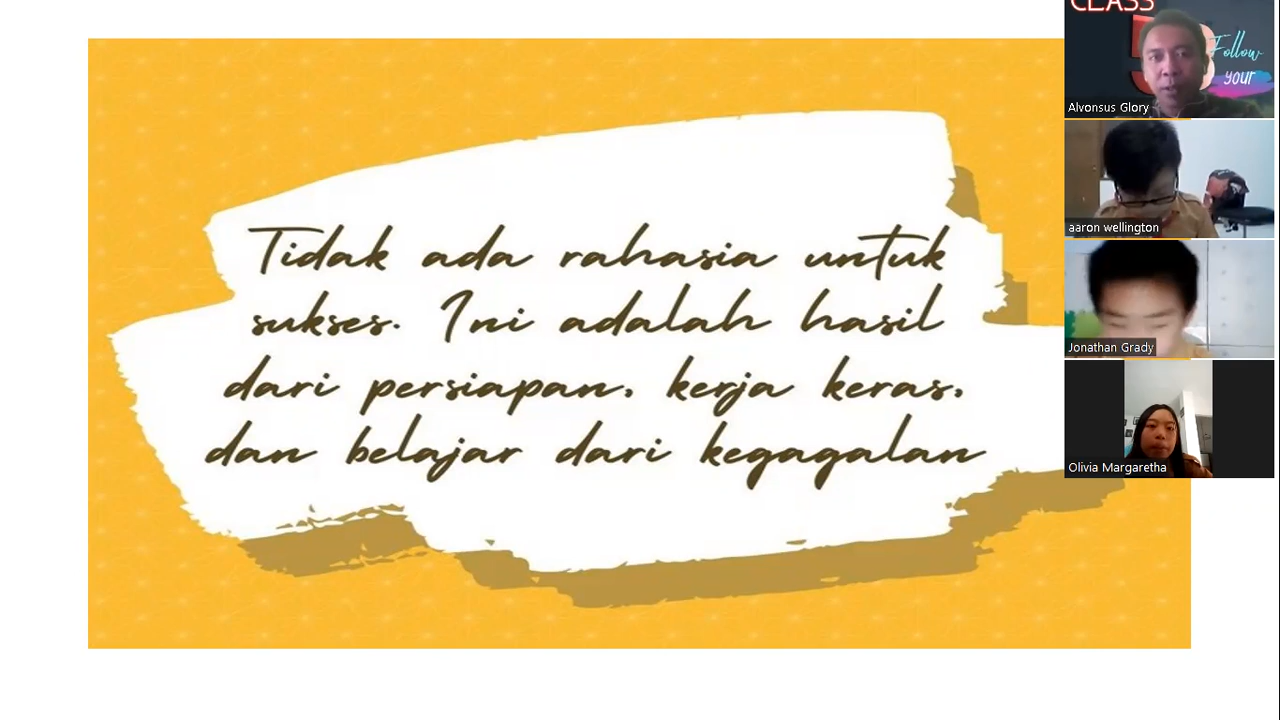 Tidak ada rahasia untuk
sukses. Ini adalah hasil
dari persiapan, kerja keras,
dan belajar dari kegagalan
CLASS
Follow
your
Alvonsus Glory
aaron wellington
Jonathan Grady
Olivia Margaretha